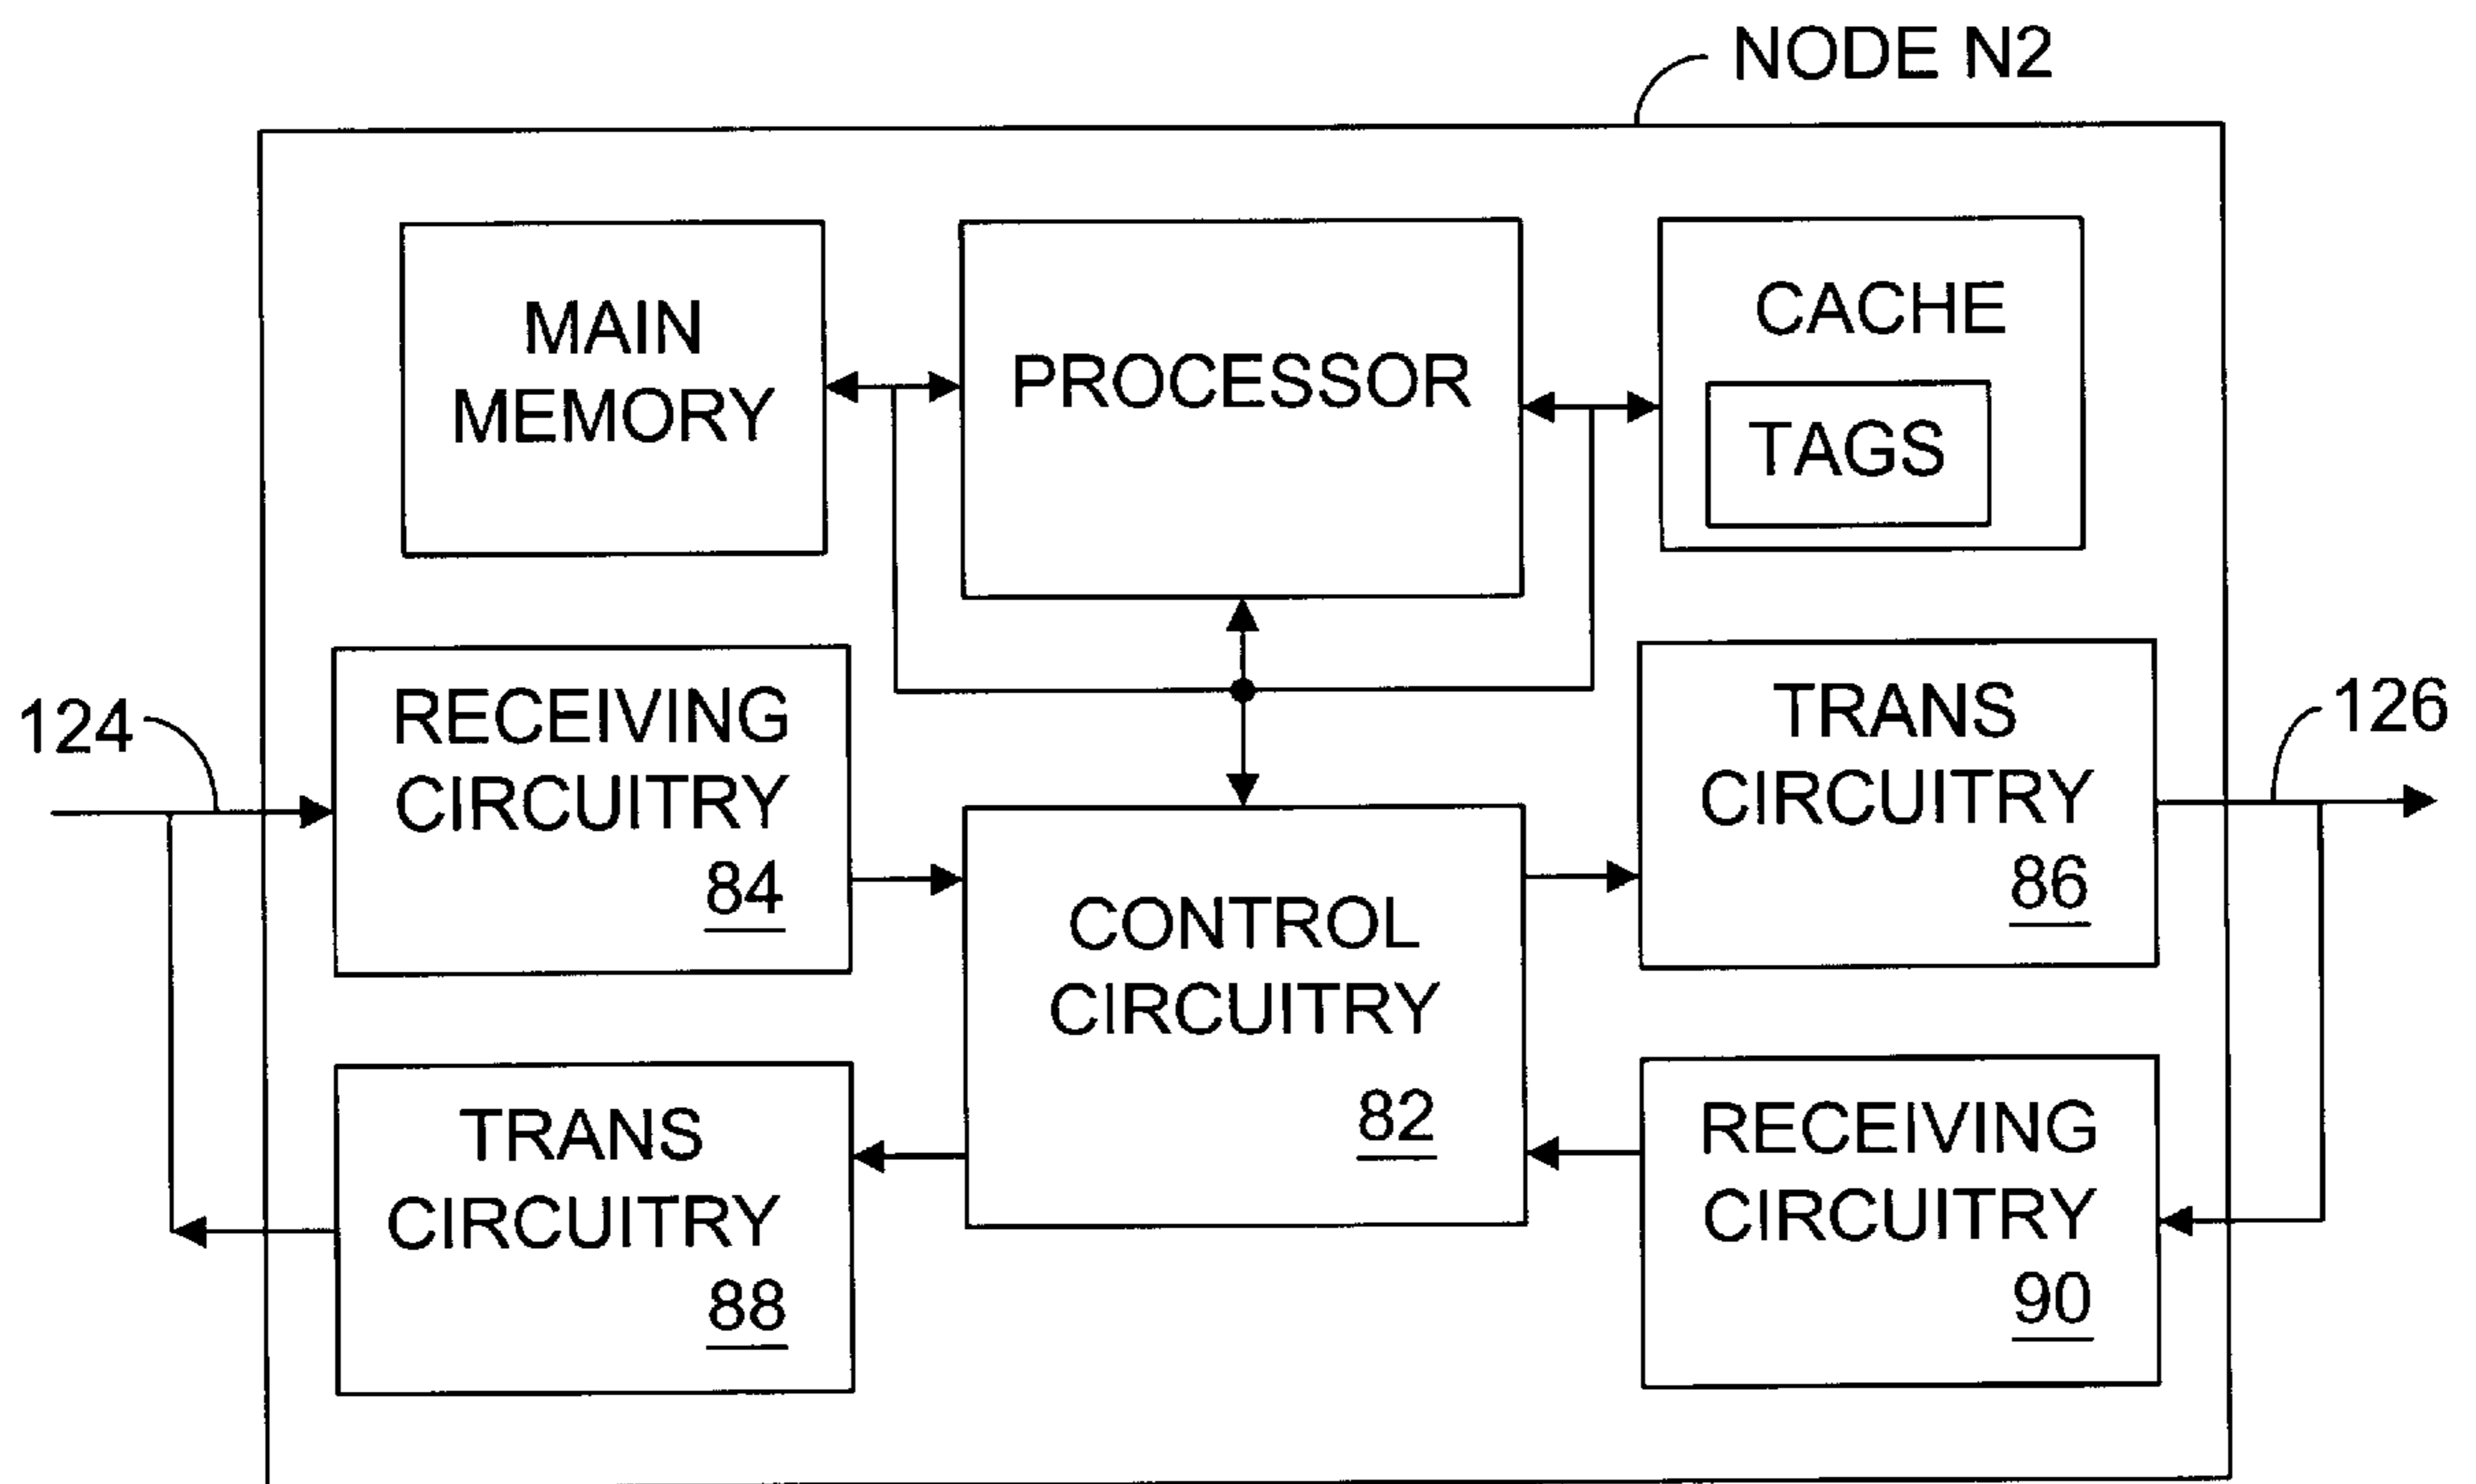 NODE N2
MAIN
MEMORY
PROCESSOR
CACHE
TAGS
124
RECEIVING
CIRCUITRY
84
TRANS
CIRCUITRY
86
126
CONTROL
CIRCUITRY
82
TRANS
CIRCUITRY
88
RECEIVING
CIRCUITRY
90